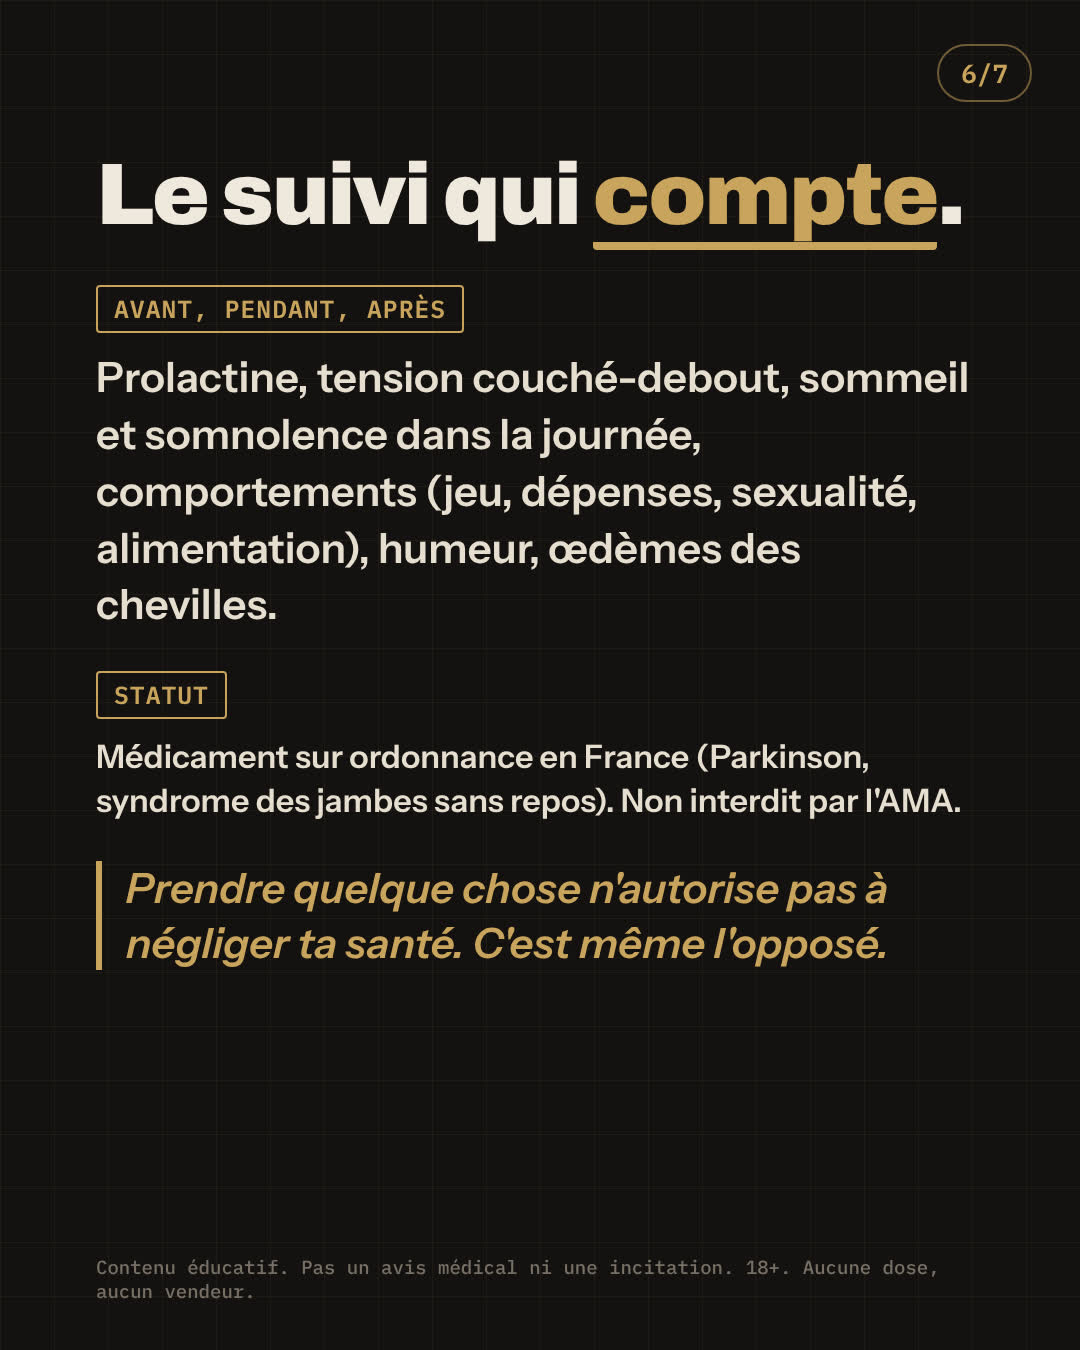 6/7
Le suivi qui compte.
AVANT, PENDANT, APRÈS
Prolactine, tension couché-debout, sommeil
et somnolence dans la journée,
comportements (jeu, dépenses, sexualité,
alimentation), humeur, œdèmes des
chevilles.
STATUT
Médicament sur ordonnance en France (Parkinson,
syndrome des jambes sans repos). Non interdit par l'AMA.
Prendre quelque chose n'autorise pas à
négliger ta santé. C'est même l'opposé.
Contenu éducatif. Pas un avis médical ni une incitation. 18+. Aucune dose,
aucun vendeur.